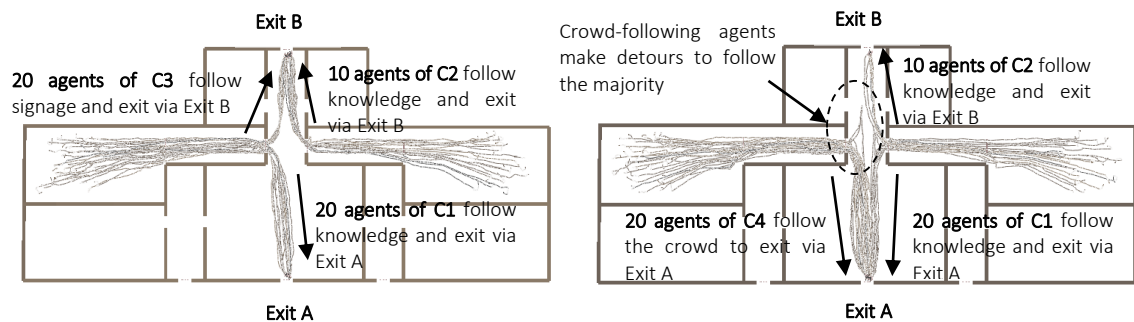 Exit B
20 agents of C3 follow
signage and exit via Exit B
10 agents of C2 follow
knowledge and exit
via Exit B
20 agents of C1 follow
knowledge and exit via
Exit A
Exit A
Crowd-following agents
make detours to follow
the majority
Exit B
10 agents of C2 follow
knowledge and exit
via Exit B
20 agents of C4 follow
the crowd to exit via
Exit A
20 agents of C1 follow
knowledge and exit via
Exit A
Exit A